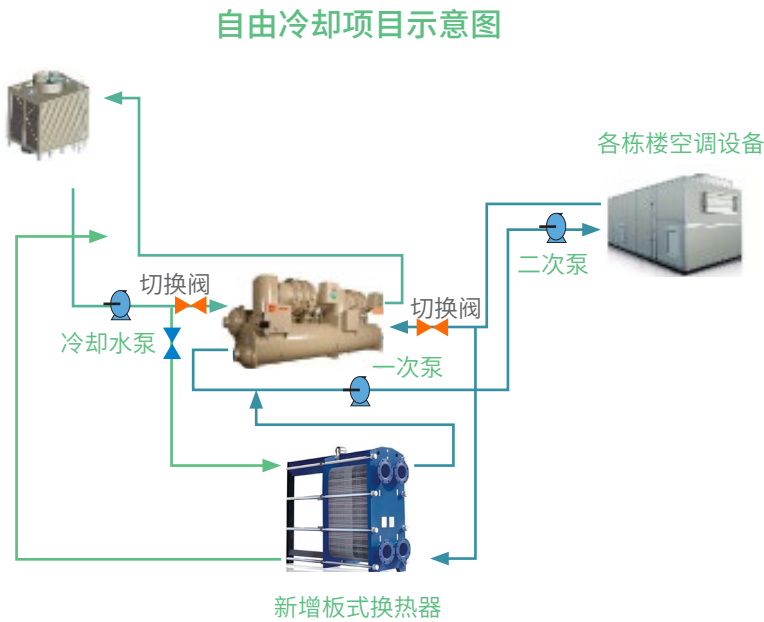 自由冷却项目示意图
各栋楼空调设备
二次泵
切换阀
切换阀
冷却水泵
一次泵
新增板式换热器